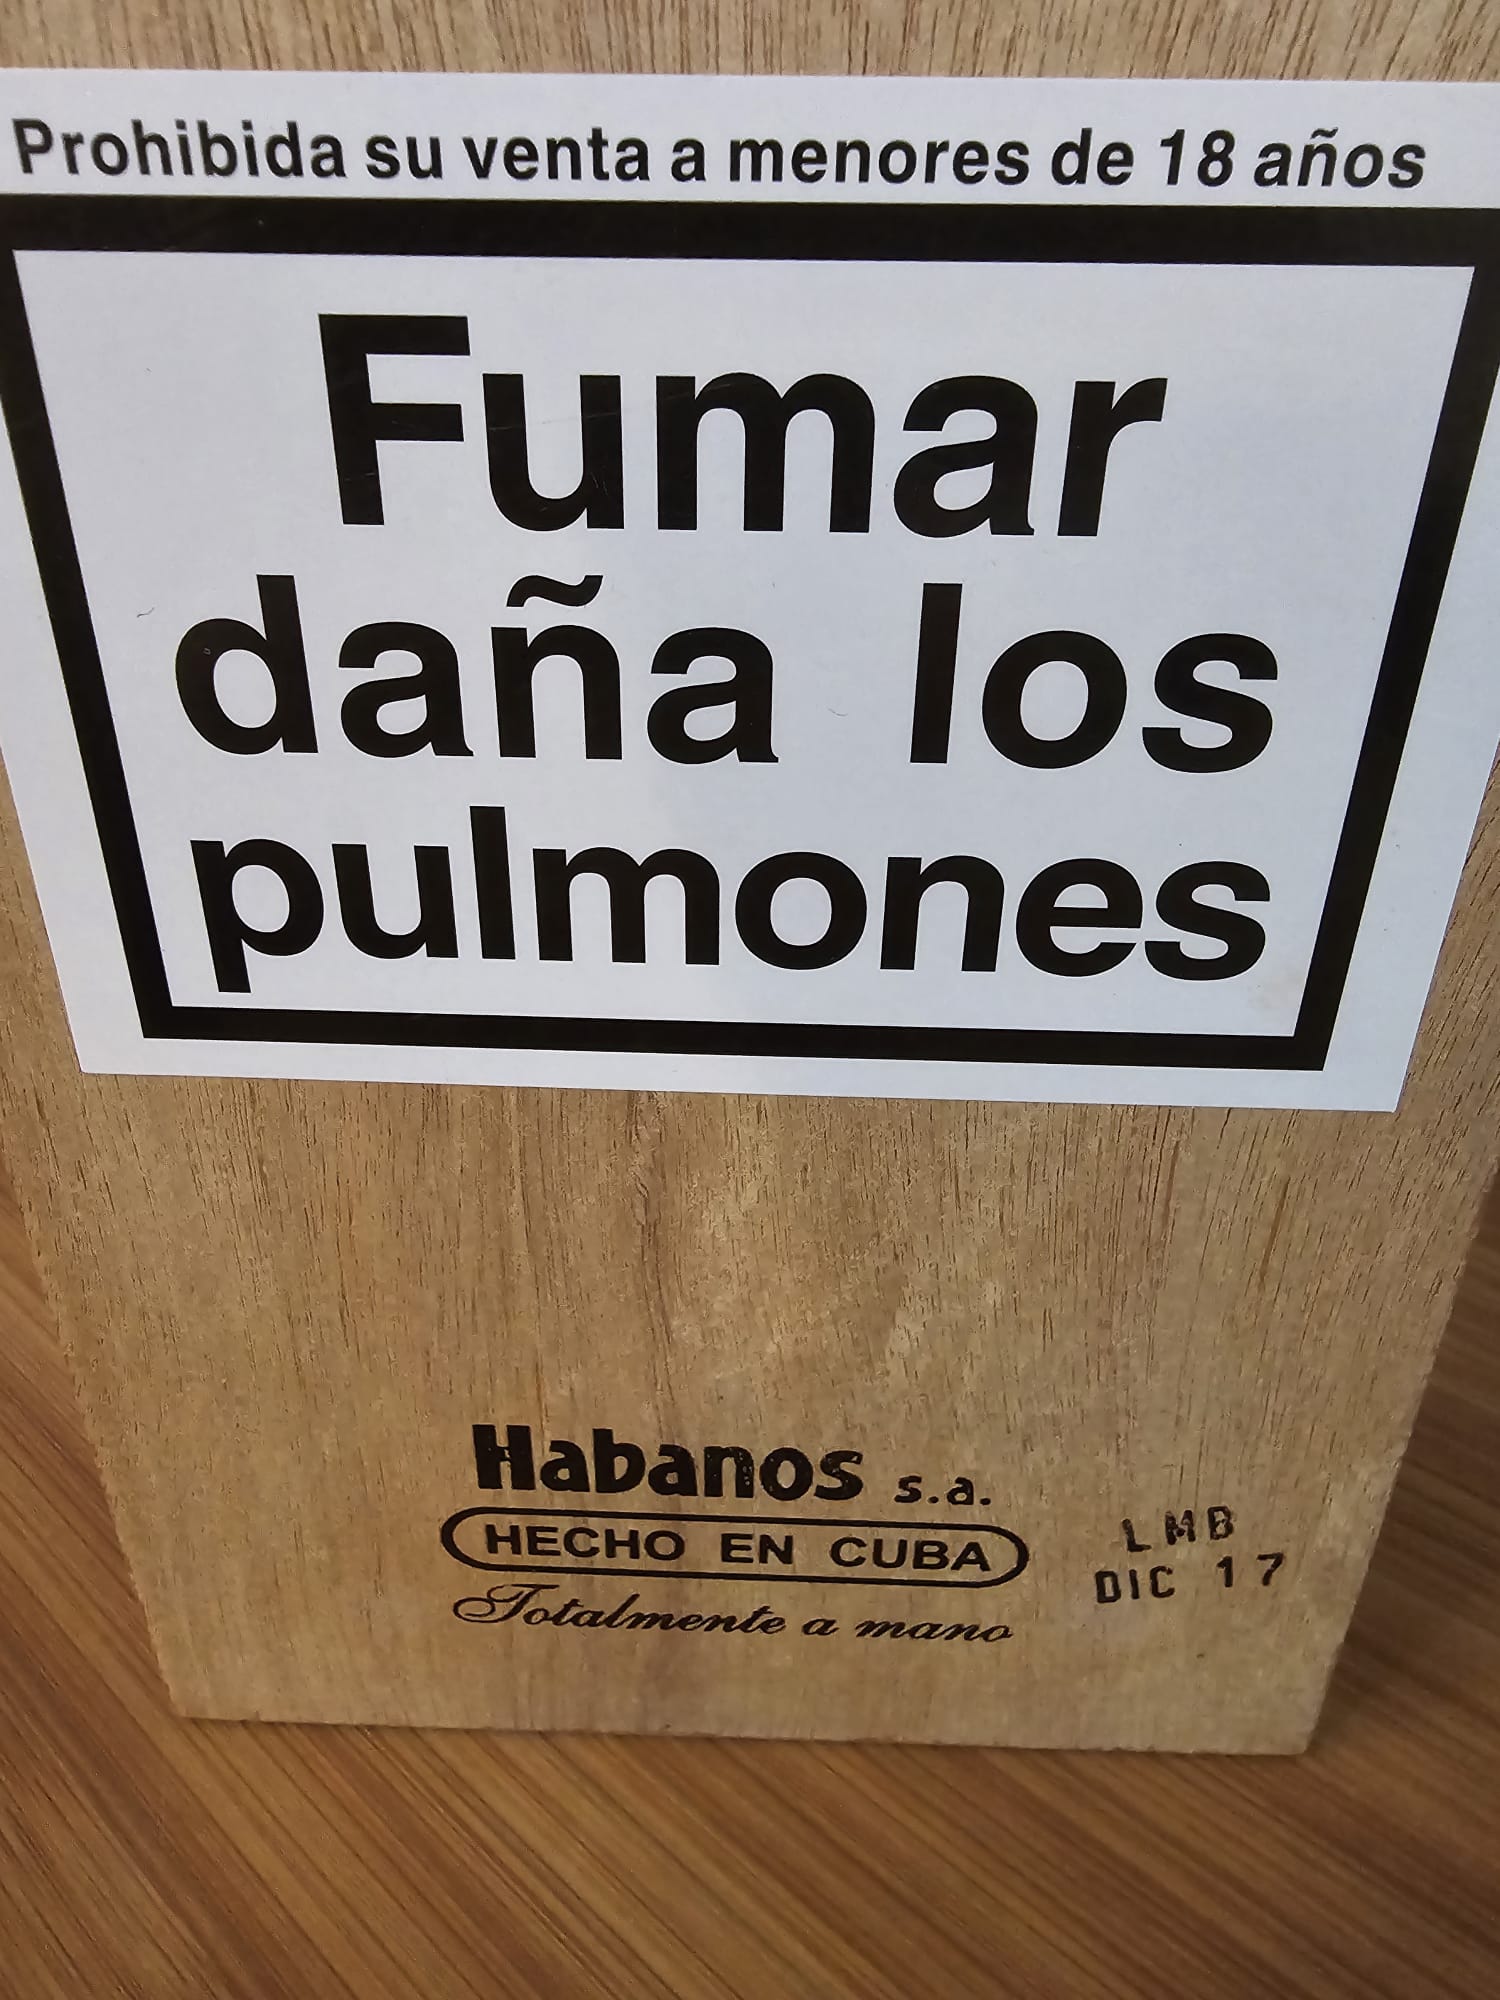 Prohibida su venta a menores de 18 años
Fumar
daña los
pulmones
Habanos s.a.
HECHO EN CUBA
Totalmente a mano
LMB
DIC 17